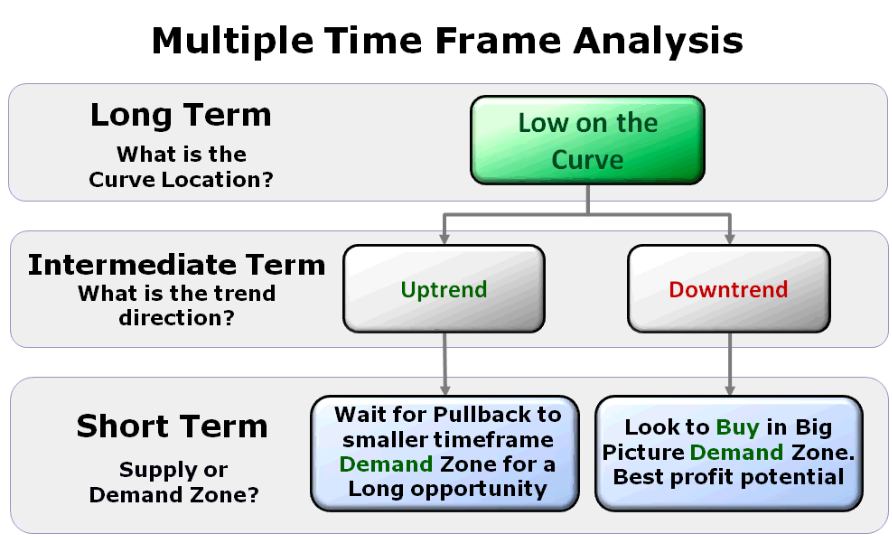 Multiple Time Frame Analysis
Long Term
What is the
Curve Location?
Low on the
Curve
Intermediate Term
What is the trend
direction?
Uptrend
Downtrend
Short Term
Supply or
Demand Zone?
Wait for Pullback to
smaller timeframe
Demand Zone for a
Long opportunity
Look to Buy in Big
Picture Demand Zone.
Best profit potential